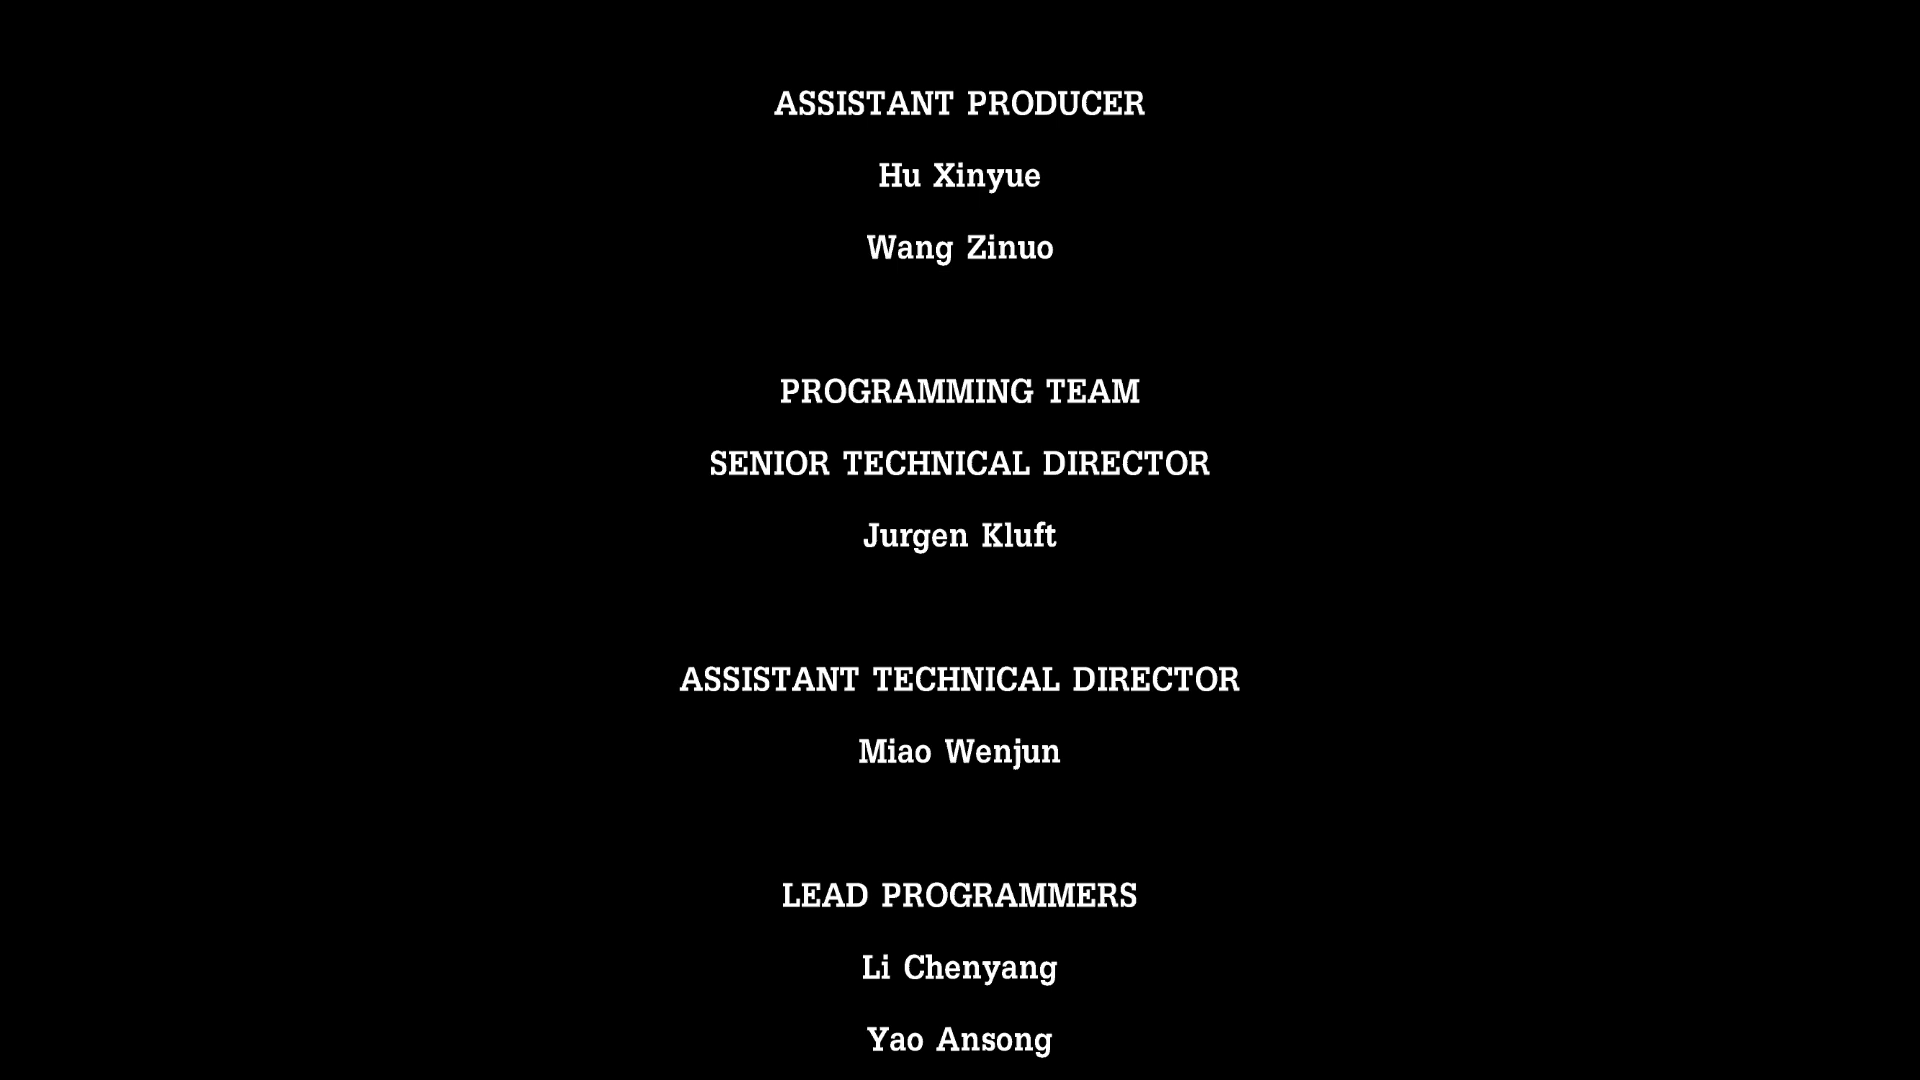 ASSISTANT PRODUCER
Hu Xinyue
Wang Zinuo
PROGRAMMING TEAM
SENIOR TECHNICAL DIRECTOR
Jurgen Kluft
ASSISTANT TECHNICAL DIRECTOR
Miao Wenjun
LEAD PROGRAMMERS
Li Chenyang
Yao Ansong